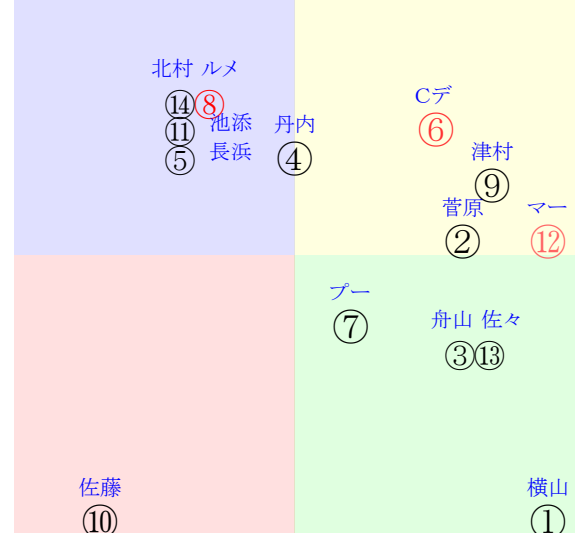 北村 ルメ
⑭⑧
Cデ
⑥
⑪ 池添
丹内
⑤ 長浜
④
津村
⑨
菅原
②
マー
⑫
プー
⑦
舟山 佐々
③⑬
佐藤
⑩
横山
①